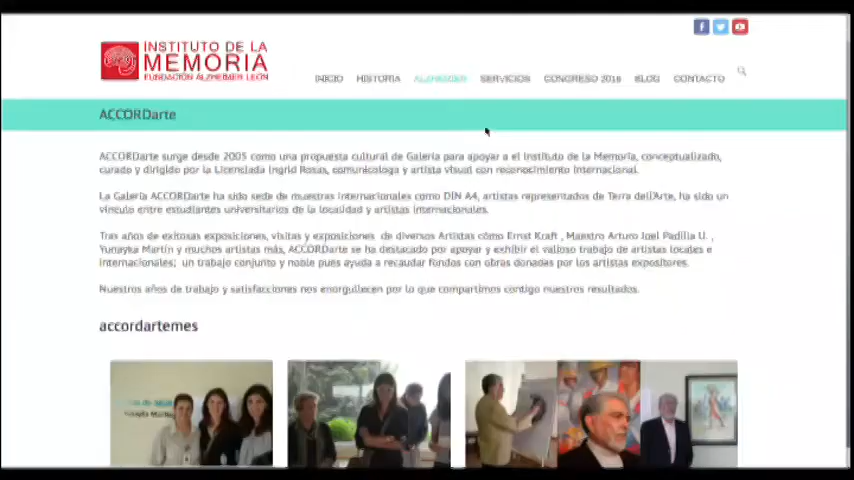 INSTITUTO DE LA
MEMORIA
FUNDACIÓN ALZHEIMER LEÓN
INICIO HISTORIA ALZHEIMER SERVICIOS CONGRESO 2016 BLOG CONTACTO
ACCORDarte
ACCORDarte surge desde 2005 como una propuesta cultural de Galería para apoyar a el Instituto de la Memoria, conceptualizado,
curado y dirigido por la Licenciada Ingrid Rosas, comunicologa y artista visual con reconocimiento internacional.
La Galería ACCORDarte ha sido sede de muestras internacionales como DIN A4, artistas representados de Terra dell'Arte, ha sido un
vínculo entre estudiantes universitarios de la localidad y artistas internacionales.
Tras años de exitosas exposiciones, visitas y exposiciones de diversos Artistas como Ernst Kraft , Maestro Arturo Joel Padilla U. ,
Yunayka Martin y muchos artistas más, ACCORDarte se ha destacado por apoyar y exhibir el valioso trabajo de artistas locales e
internacionales; un trabajo conjunto y noble pues ayuda a recaudar fondos con obras donadas por los artistas expositores.
Nuestros años de trabajo y satisfacciones nos enorgullecen por lo que compartimos contigo nuestros resultados.
accordartemes